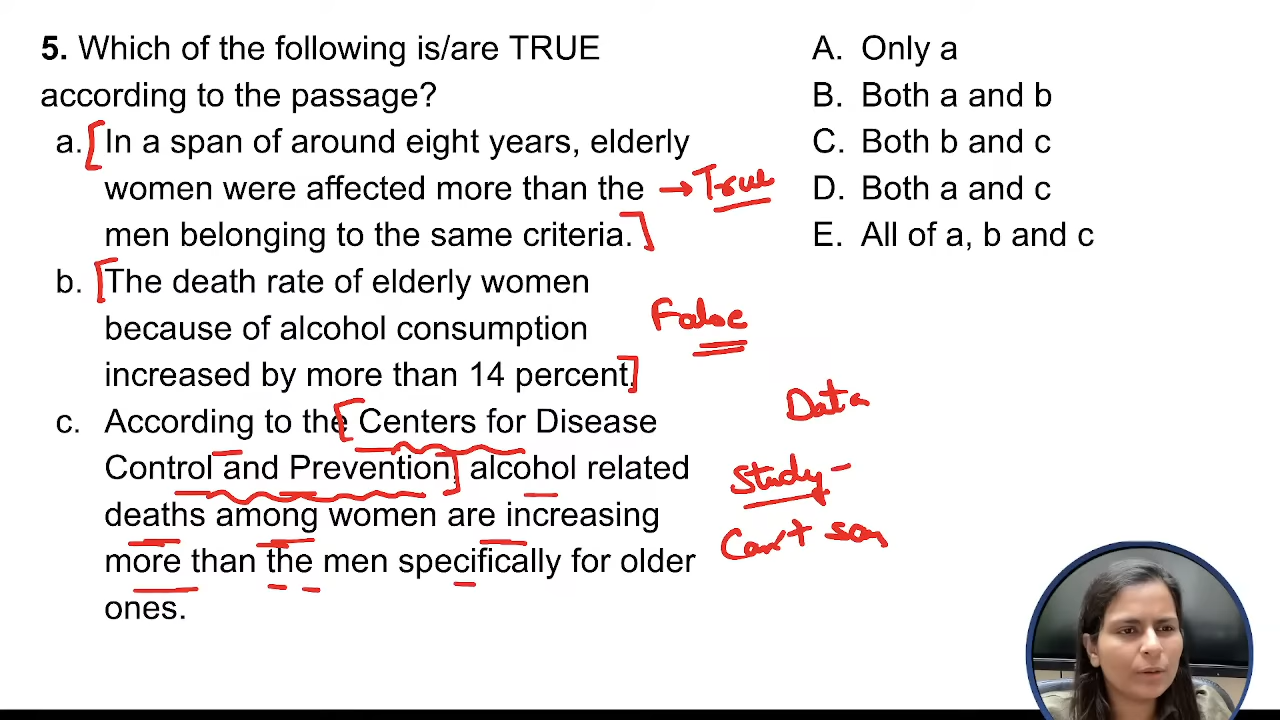 5. Which of the following is/are TRUE
according to the passage?
a. In a span of around eight years, elderly
women were affected more than the
men belonging to the same criteria.
→ True
b. The death rate of elderly women
because of alcohol consumption
increased by more than 14 percent.
False
c. According to the Centers for Disease
Control and Prevention, alcohol related
deaths among women are increasing
more than the men specifically for older
ones.
Data
Study -
Can't say
A. Only a
B. Both a and b
C. Both b and c
D. Both a and c
E. All of a, b and c